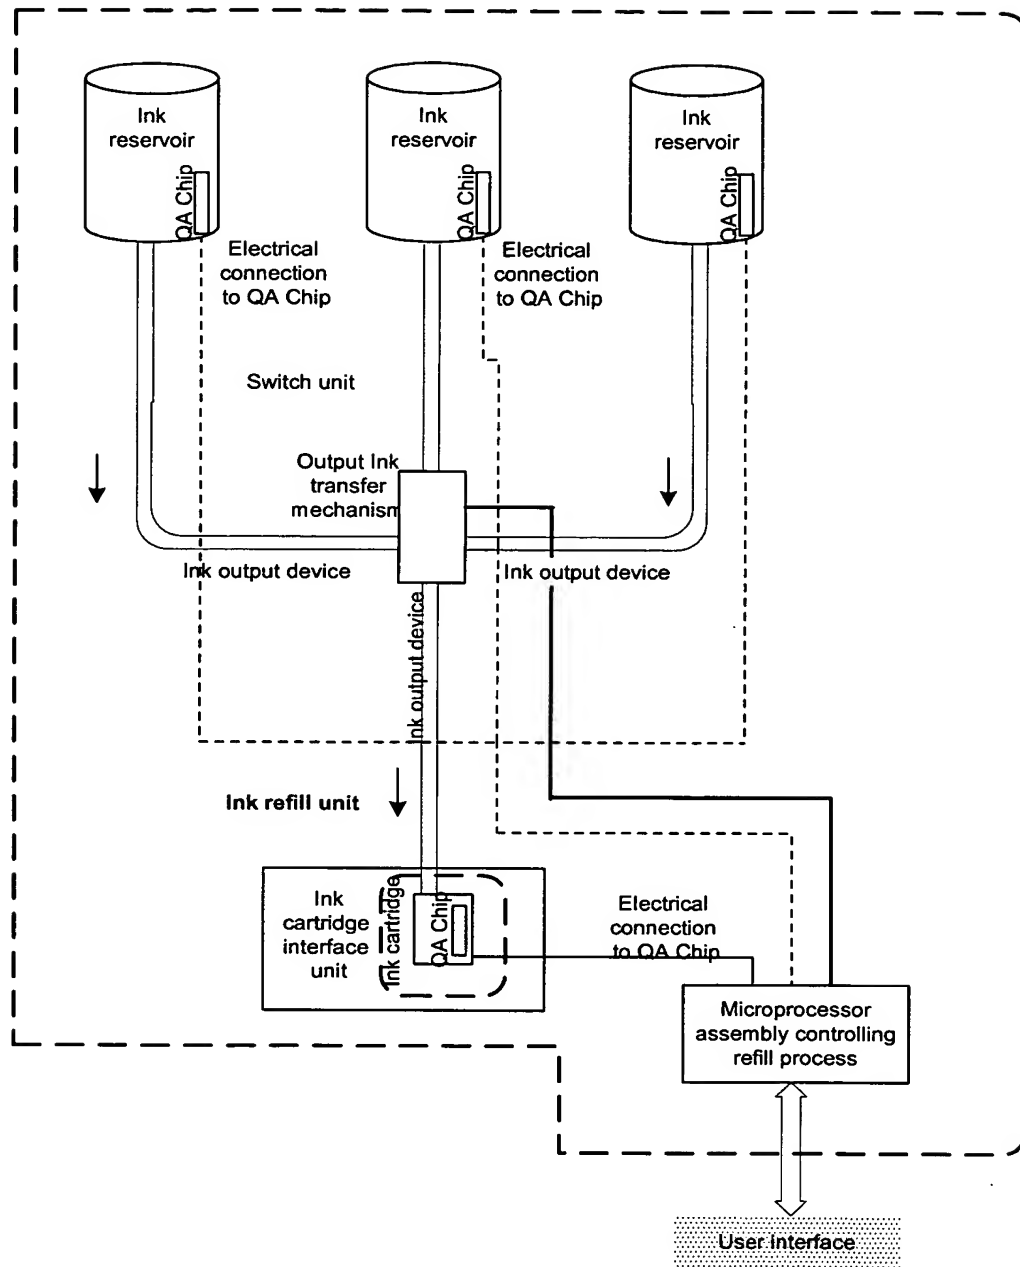 Ink
reservoir
QA Chip
Ink
reservoir
QA Chip
Ink
reservoir
QA Chip
Electrical
connection
to QA Chip
Electrical
connection
to QA Chip
Switch unit
Output Ink
transfer
mechanism
Ink output device
Ink output device
Ink output device
Ink refill unit
Ink
cartridge
interface
unit
Ink cartridge
QA Chip
Electrical
connection
to QA Chip
Microprocessor
assembly controlling
refill process
User interface